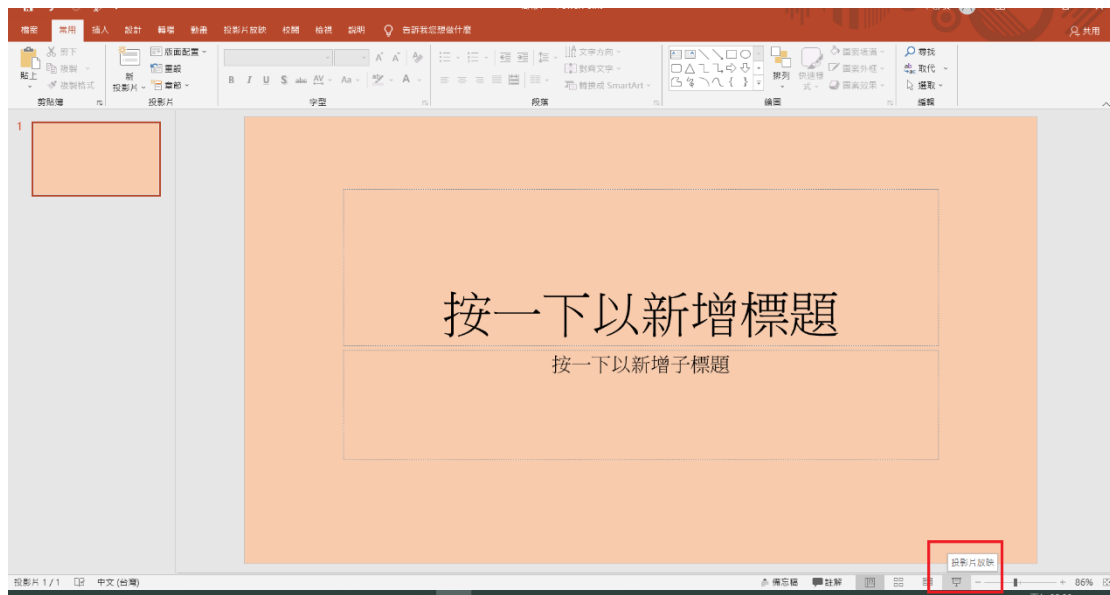 檔案 常用 插入 設計 轉場 動畫 投影片放映 校閱 檢視 說明 告訴我您想做什麼 共用
剪下 版面配置 文字方向 圖案填滿 尋找
複製 重設 對齊文字 圖案外框 取代
貼上 複製格式 新 投影片 章節 B I U S abc AV Aa A 轉換成 SmartArt 排列 快速樣式 圖案效果 選取
剪貼簿 投影片 字型 段落 繪圖 編輯
1
按一下以新增標題
按一下以新增子標題
投影片放映
投影片 1 / 1 中文 (台灣) 備忘稿 註解 86%